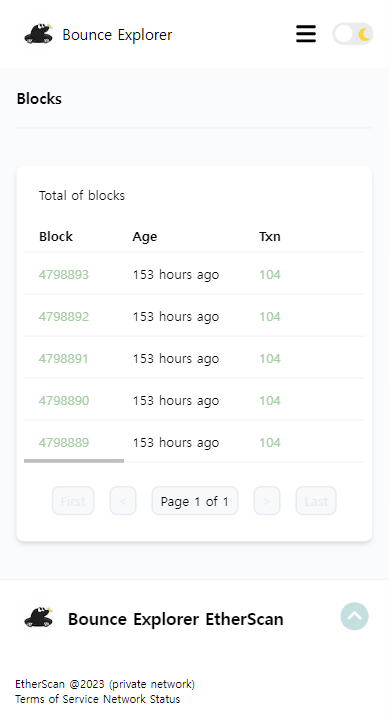 Bounce Explorer
Blocks
Total of blocks
Block Age Txn
4798893 153 hours ago 104
4798892 153 hours ago 104
4798891 153 hours ago 104
4798890 153 hours ago 104
4798889 153 hours ago 104
First < Page 1 of 1 > Last
Bounce Explorer EtherScan
EtherScan @2023 (private network)
Terms of Service Network Status